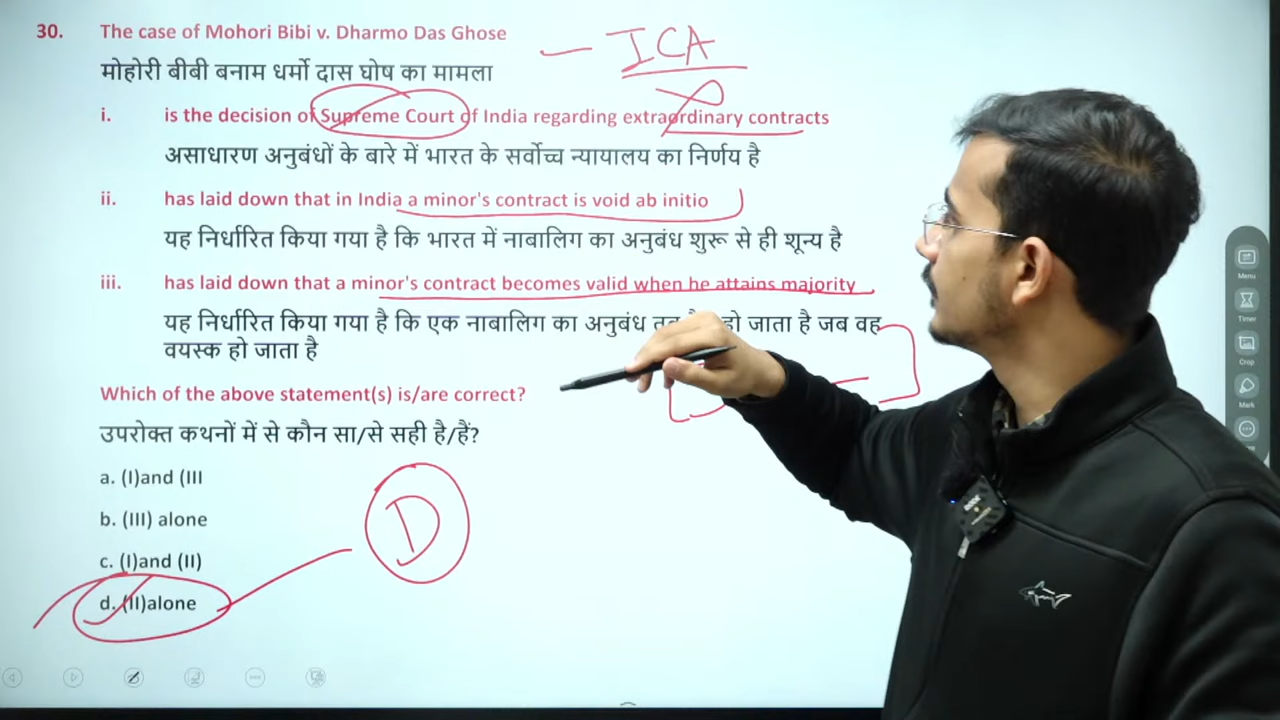 30. The case of Mohori Bibi v. Dharmo Das Ghose
— ICA
मोहोरी बीबी बनाम धर्मो दास घोष का मामला
i. is the decision of Supreme Court of India regarding extraordinary contracts
असाधारण अनुबंधों के बारे में भारत के सर्वोच्च न्यायालय का निर्णय है
ii. has laid down that in India a minor's contract is void ab initio
यह निर्धारित किया गया है कि भारत में नाबालिग का अनुबंध शुरू से ही शून्य है
iii. has laid down that a minor's contract becomes valid when he attains majority
यह निर्धारित किया गया है कि एक नाबालिग का अनुबंध हो जाता है जब वह
वयस्क हो जाता है
Which of the above statement(s) is/are correct?
उपरोक्त कथनों में से कौन सा/से सही है/हैं?
a. (I)and (III
b. (III) alone
c. (I)and (II)
d. (II)alone
D
Menu
Timer
Crop
Mark